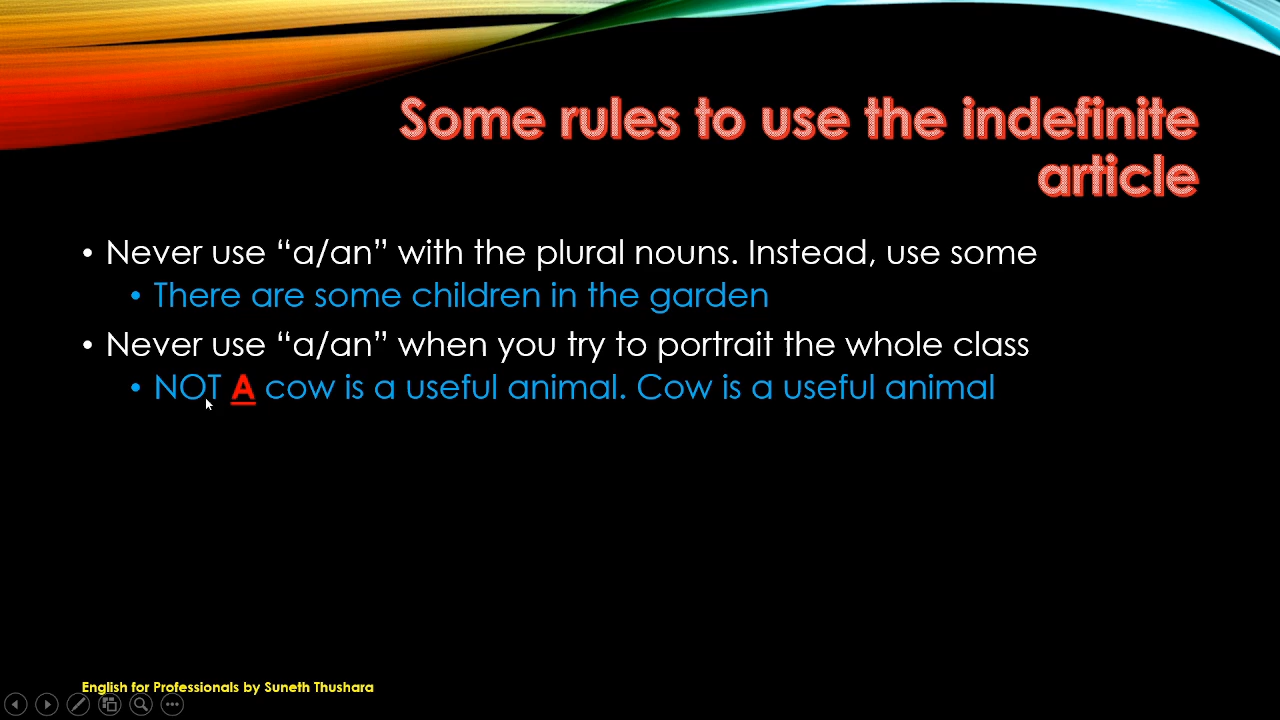 Some rules to use the indefinite
article
• Never use “a/an” with the plural nouns. Instead, use some
• There are some children in the garden
• Never use “a/an” when you try to portrait the whole class
• NOT A cow is a useful animal. Cow is a useful animal
English for Professionals by Suneth Thushara